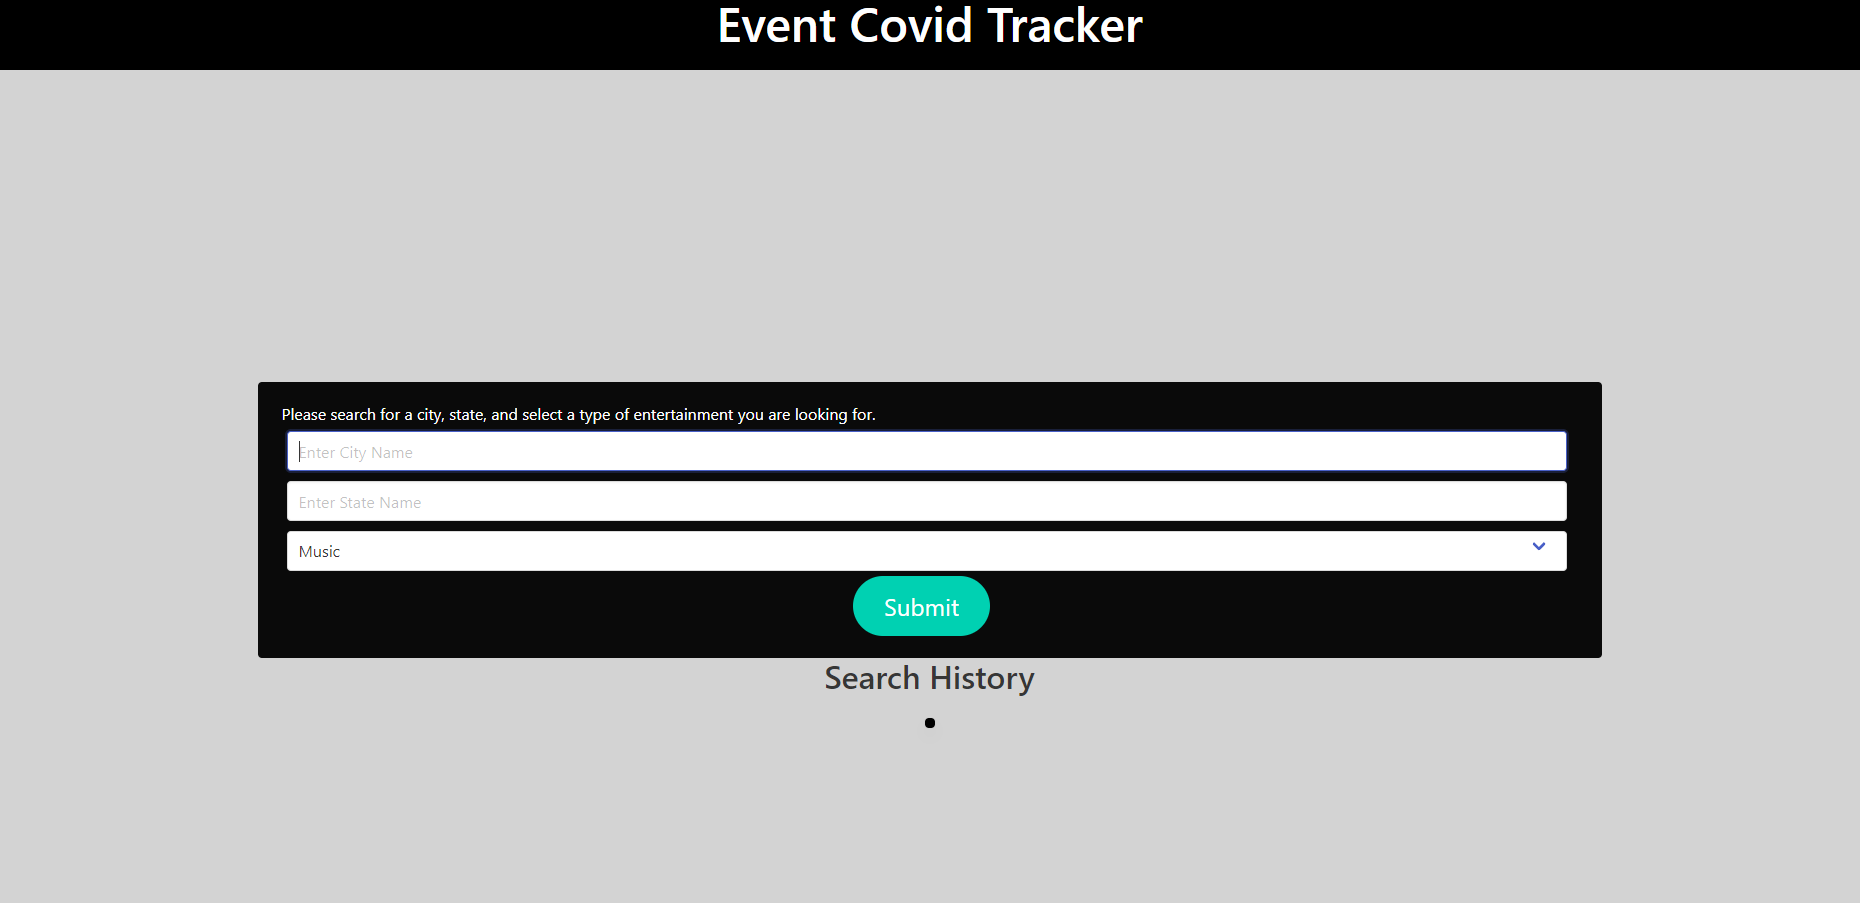 Event Covid Tracker
Please search for a city, state, and select a type of entertainment you are looking for.
Enter City Name
Enter State Name
Music
Submit
Search History